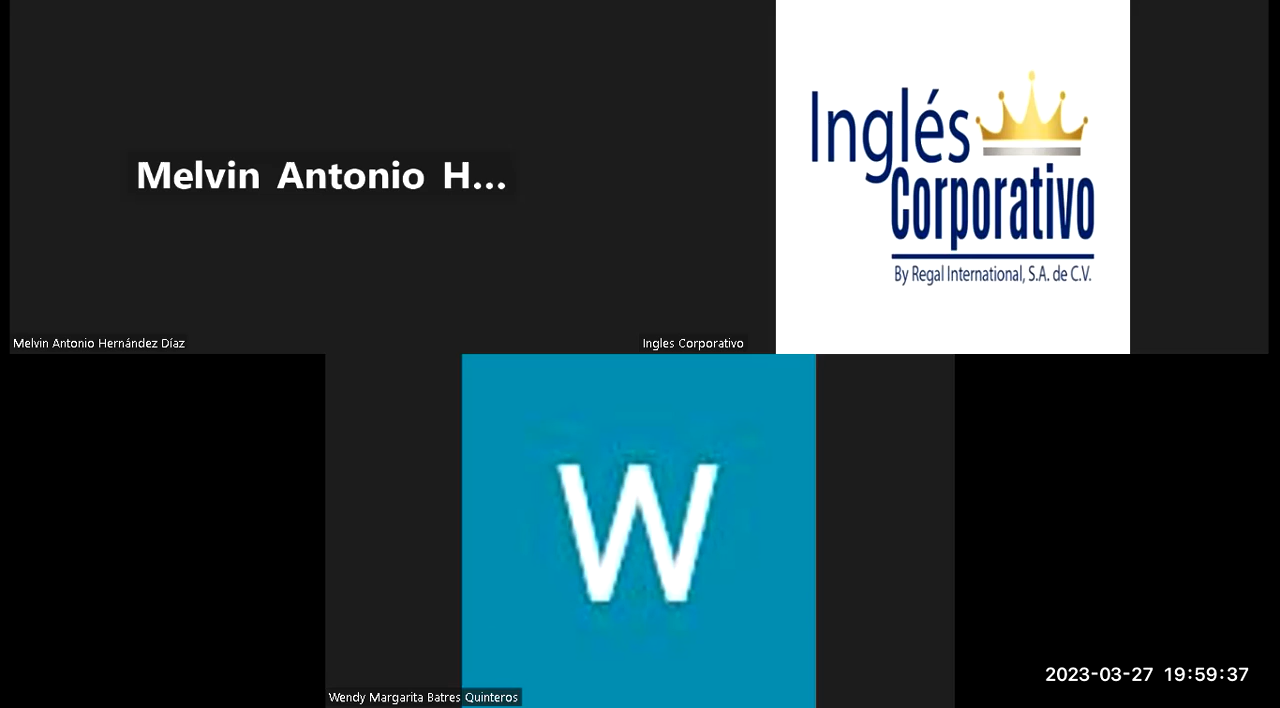 Melvin Antonio H...
Melvin Antonio Hernández Díaz
Inglés
Corporativo
By Regal International, S.A. de C.V.
Ingles Corporativo
W
Wendy Margarita Batres Quinteros
2023-03-27 19:59:37